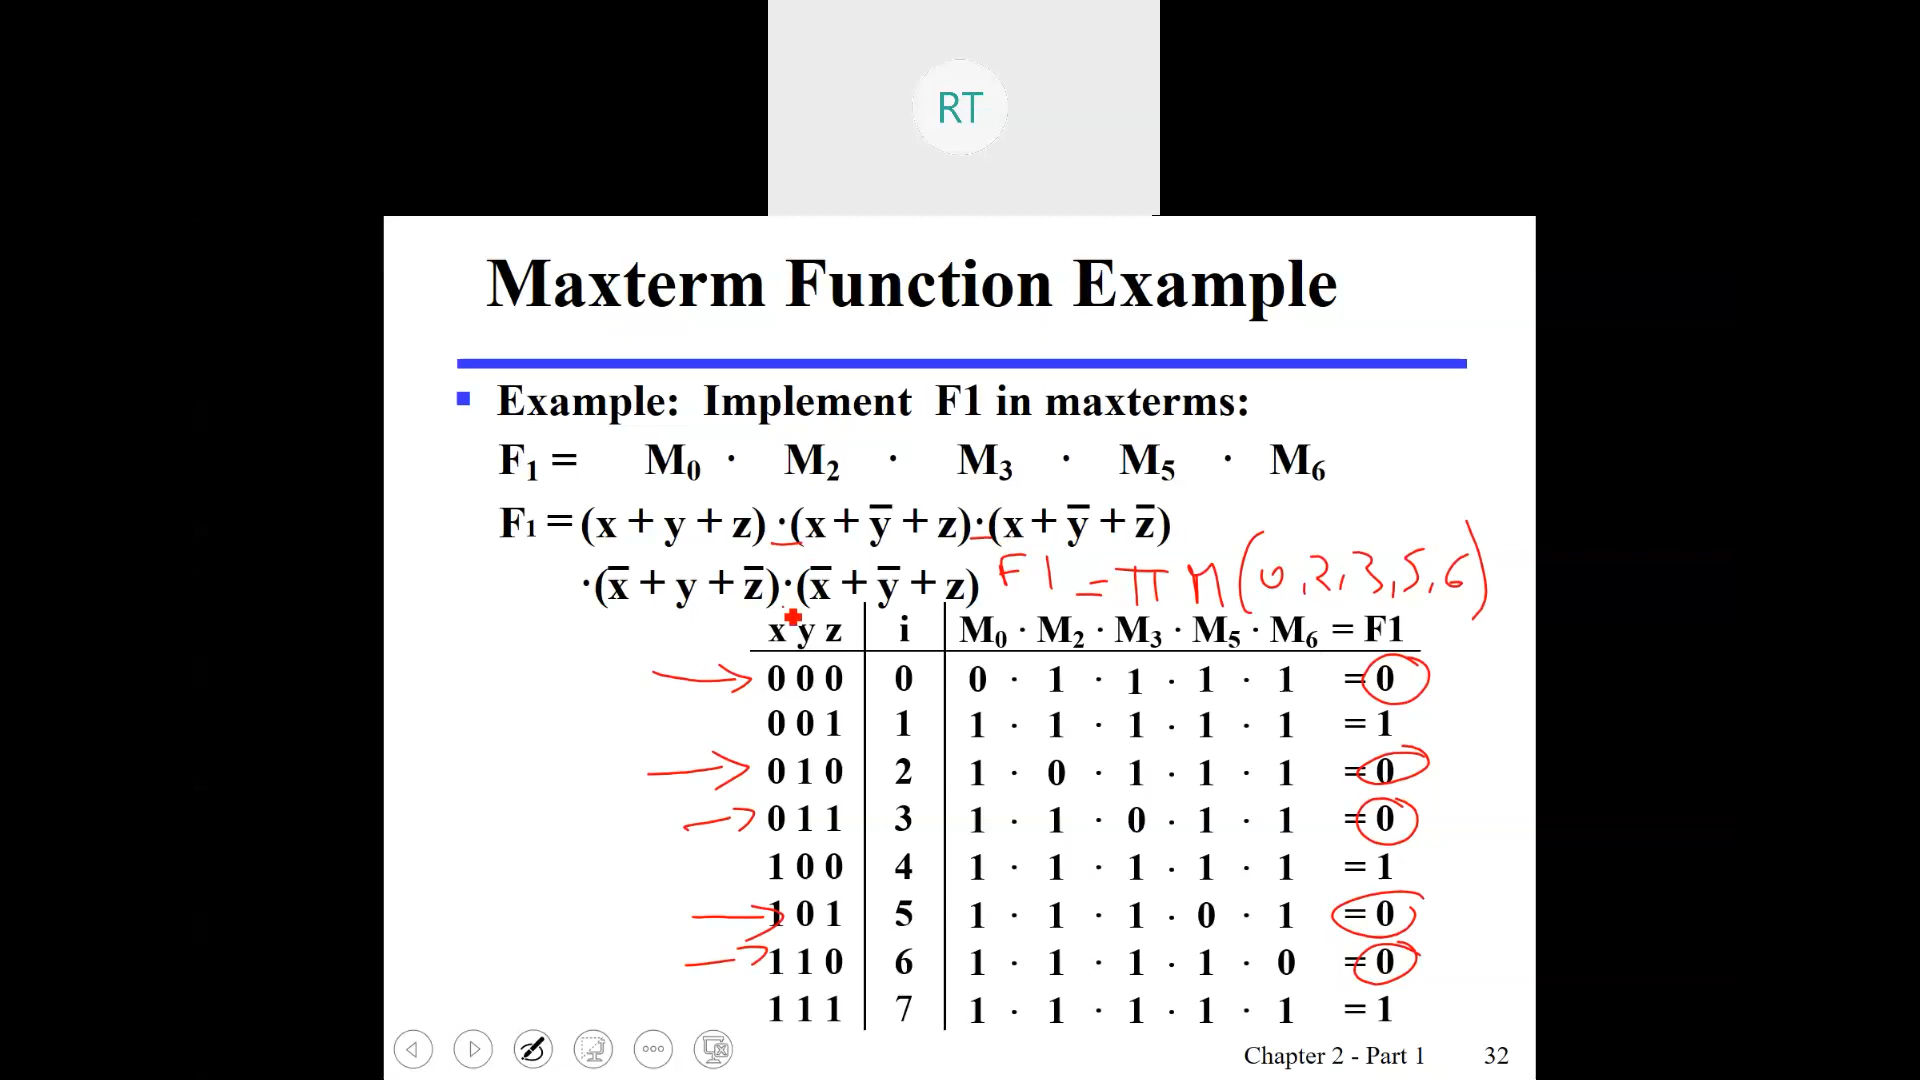 RT
Maxterm Function Example
▪ Example: Implement F1 in maxterms:
F₁ = M₀ · M₂ · M₃ · M₅ · M₆
F₁ = (x + y + z) ·(x + y̅ + z)·(x + y̅ + z̅)
·(x̅ + y + z̅)·(x̅ + y̅ + z)
F1 = π M (0,2,3,5,6)
x y z i M₀ · M₂ · M₃ · M₅ · M₆ = F1
0 0 0 0 0 · 1 · 1 · 1 · 1 = 0
0 0 1 1 1 · 1 · 1 · 1 · 1 = 1
0 1 0 2 1 · 0 · 1 · 1 · 1 = 0
0 1 1 3 1 · 1 · 0 · 1 · 1 = 0
1 0 0 4 1 · 1 · 1 · 1 · 1 = 1
1 0 1 5 1 · 1 · 1 · 0 · 1 = 0
1 1 0 6 1 · 1 · 1 · 1 · 0 = 0
1 1 1 7 1 · 1 · 1 · 1 · 1 = 1
Chapter 2 - Part 1 32